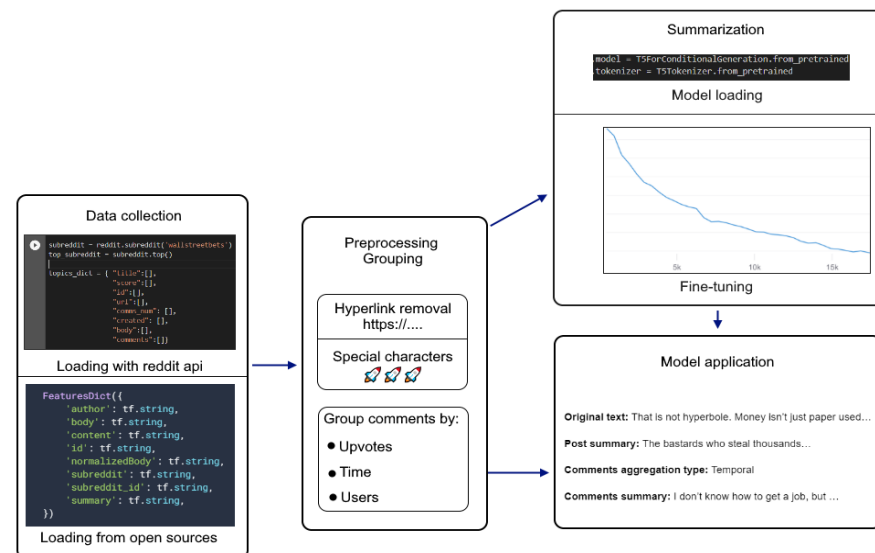 Data collection
subreddit = reddit.subreddit('wallstreetbets')
top subreddit = subreddit.top()
topics_dict = { "title":[],
"score":[],
"id":[],
"url":[],
"comms_num": [],
"created": [],
"body":[],
"comments":[]}
Loading with reddit api
FeaturesDict({
'author': tf.string,
'body': tf.string,
'content': tf.string,
'id': tf.string,
'normalizedBody': tf.string,
'subreddit': tf.string,
'subreddit_id': tf.string,
'summary': tf.string,
})
Loading from open sources
Preprocessing
Grouping
Hyperlink removal
https://....
Special characters
🚀🚀🚀
Group comments by:
● Upvotes
● Time
● Users
Summarization
.model = T5ForConditionalGeneration.from_pretrained
.tokenizer = T5Tokenizer.from_pretrained
Model loading
5k 10k 15k
Fine-tuning
Model application
Original text: That is not hyperbole. Money Isn't just paper used…
Post summary: The bastards who steal thousands…
Comments aggregation type: Temporal
Comments summary: I don't know how to get a job, but …